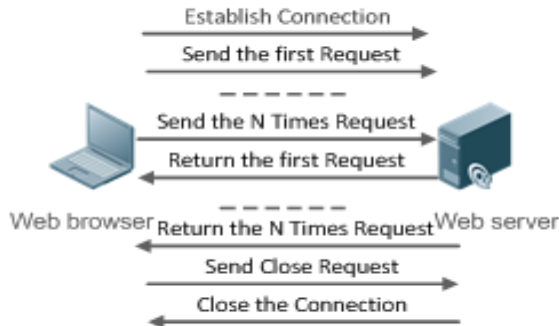 Establish Connection
Send the first Request
Send the N Times Request
Return the first Request
Web browser
Web server
Return the N Times Request
Send Close Request
Close the Connection